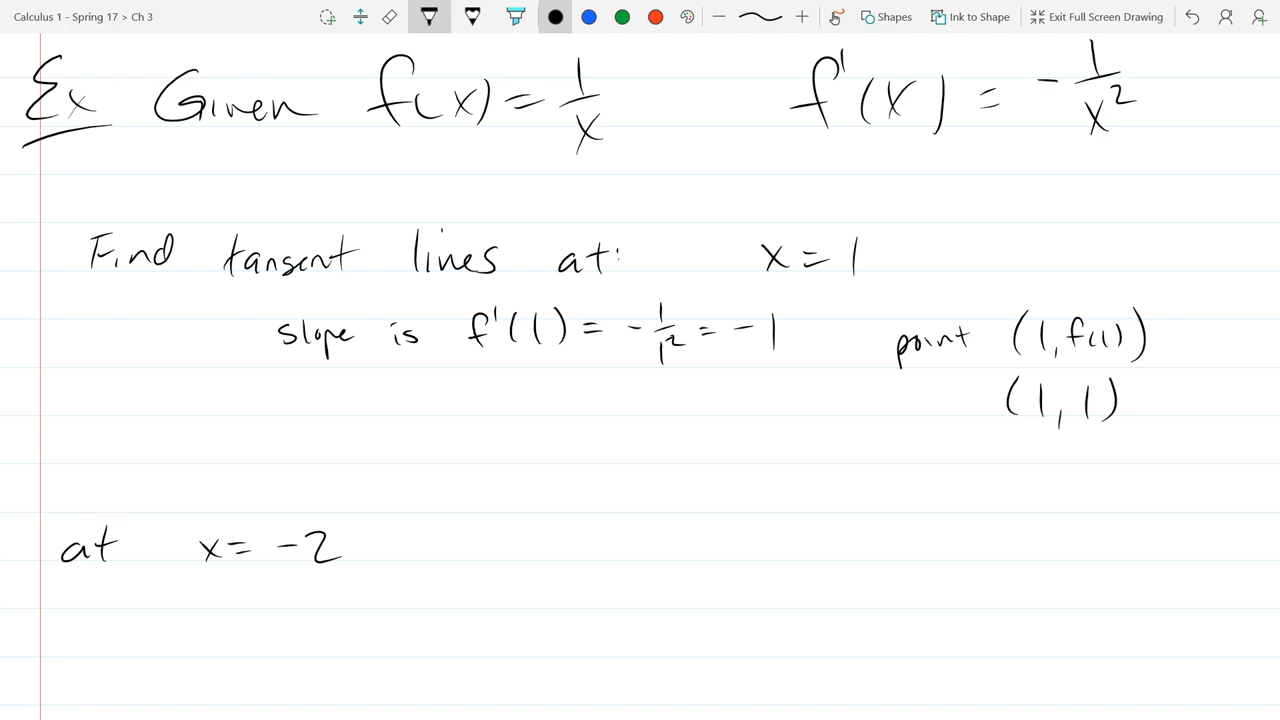 Calculus 1 - Spring 17 > Ch 3 Shapes Ink to Shape Exit Full Screen Drawing
Ex Given f(x) = 1/x f'(x) = - 1/x²
Find tangent lines at: x = 1
slope is f'(1) = - 1/1² = -1 point (1, f(1))
(1, 1)
at x = -2